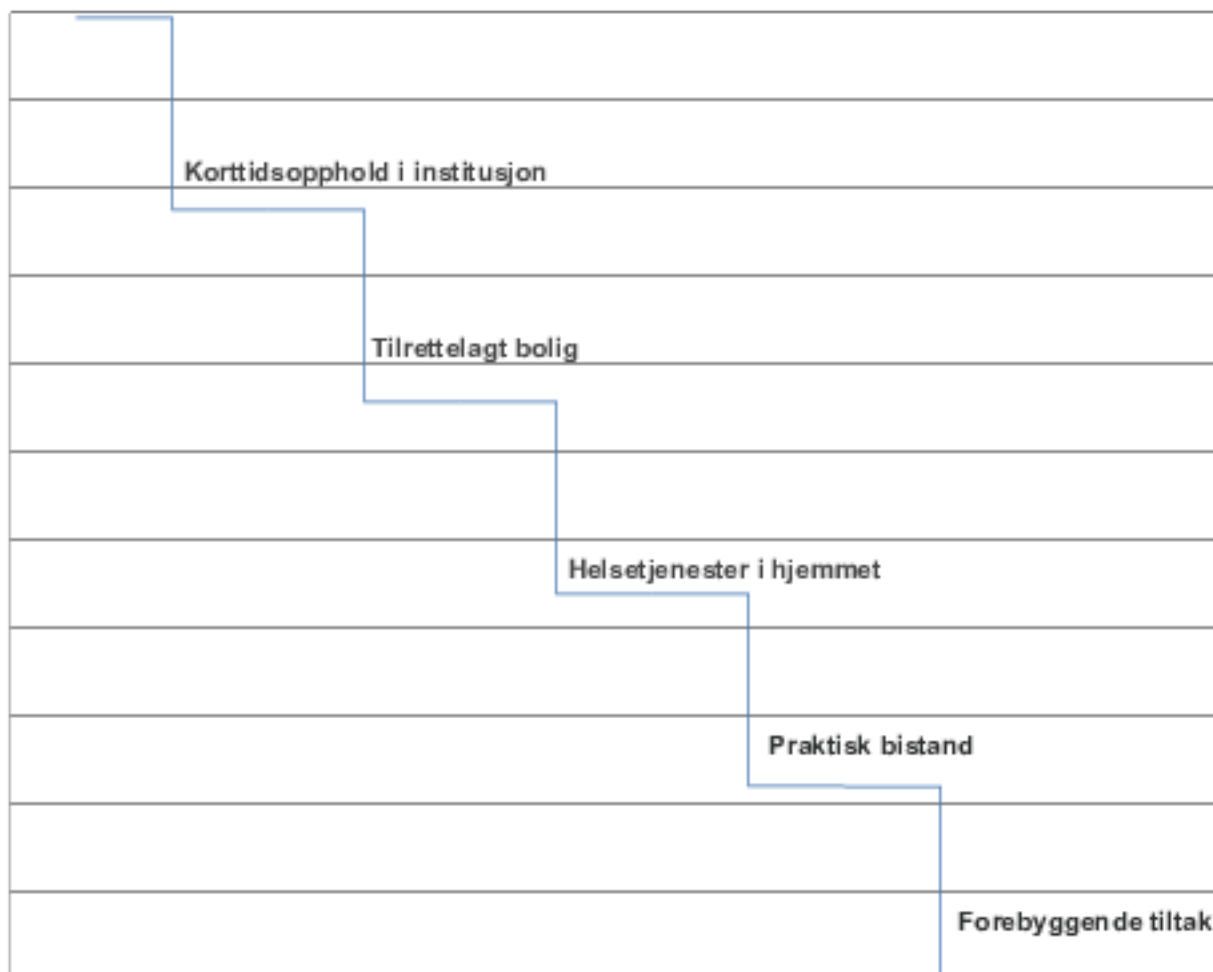 Korttidsopphold i institusjon
Tilrettelagt bolig
Helsetjenester i hjemmet
Praktisk bistand
Forebyggende tiltak